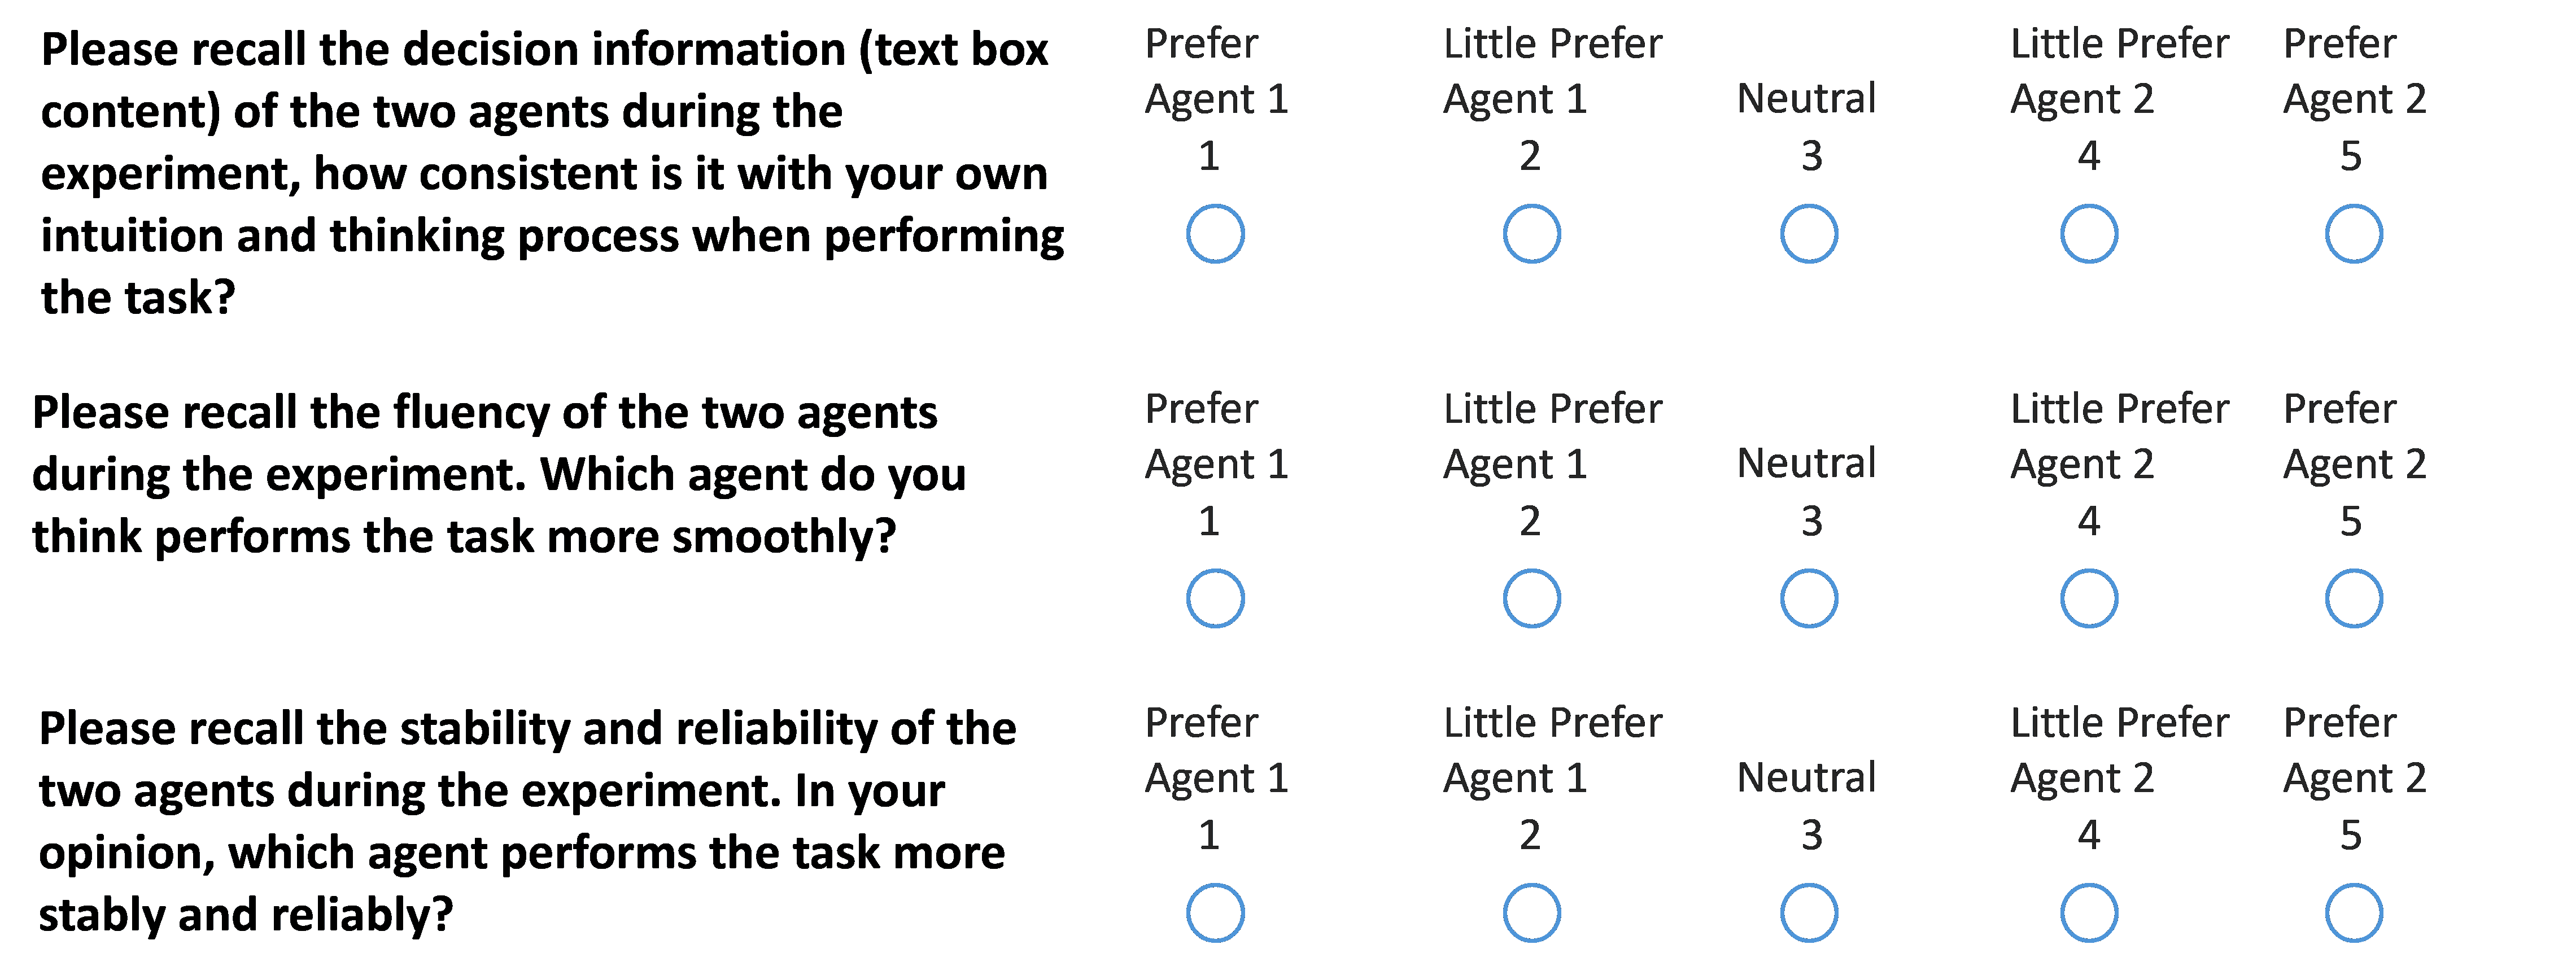 Please recall the decision information (text box
content) of the two agents during the
experiment, how consistent is it with your own
intuition and thinking process when performing
the task?
Prefer Little Prefer Little Prefer Prefer
Agent 1 Agent 1 Neutral Agent 2 Agent 2
1 2 3 4 5
Please recall the fluency of the two agents
during the experiment. Which agent do you
think performs the task more smoothly?
Prefer Little Prefer Little Prefer Prefer
Agent 1 Agent 1 Neutral Agent 2 Agent 2
1 2 3 4 5
Please recall the stability and reliability of the
two agents during the experiment. In your
opinion, which agent performs the task more
stably and reliably?
Prefer Little Prefer Little Prefer Prefer
Agent 1 Agent 1 Neutral Agent 2 Agent 2
1 2 3 4 5